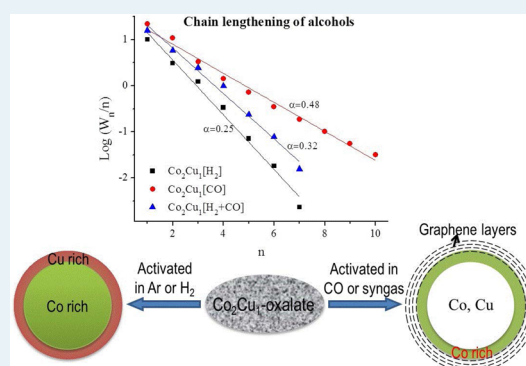 Chain lengthening of alcohols
Log (Wn/n)
1
0
-1
-2
α=0.48
α=0.32
α=0.25
Co2Cu1[H2]
Co2Cu1[CO]
Co2Cu1[H2+CO]
2
4
6
8
10
n
Graphene layers
Cu rich
Co rich
Activated
in Ar or H2
Co2Cu1-oxalate
Activated in
CO or syngas
Co, Cu
Co rich